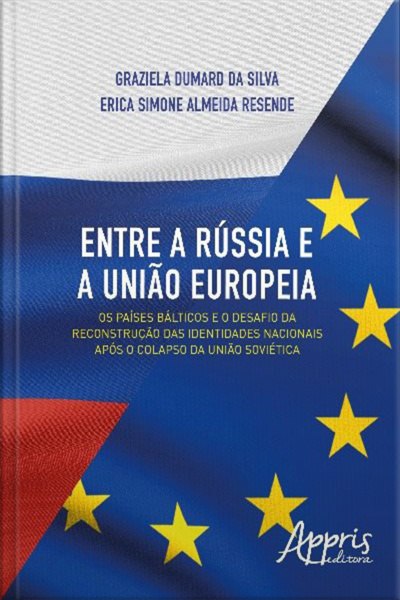 GRAZIELA DUMARD DA SILVA
ERICA SIMONE ALMEIDA RESENDE
ENTRE A RÚSSIA E
A UNIÃO EUROPEIA
OS PAÍSES BÁLTICOS E O DESAFIO DA
RECONSTRUÇÃO DAS IDENTIDADES NACIONAIS
APÓS O COLAPSO DA UNIÃO SOVIÉTICA
Appris
editora